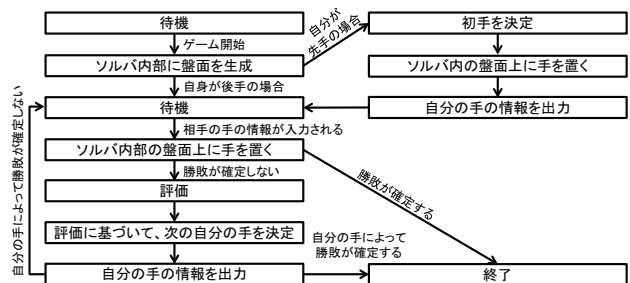 待機
ゲーム開始
ソルバ内部に盤面を生成
自身が後手の場合
自分が
先手の場合
初手を決定
ソルバ内の盤面上に手を置く
自分の手の情報を出力
待機
相手の手の情報が入力される
ソルバ内部の盤面上に手を置く
勝敗が確定しない
評価
評価に基づいて、次の自分の手を決定
自分の手の情報を出力
自分の手によって勝敗が確定しない
勝敗が確定する
自分の手によって
勝敗が確定する
終了